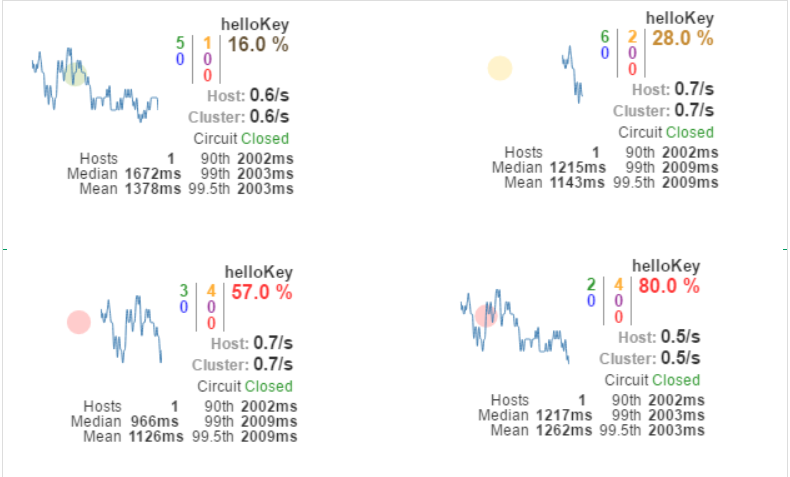 helloKey
5 1 16.0 %
0 0
0
Host: 0.6/s
Cluster: 0.6/s
Circuit Closed
Hosts 1 90th 2002ms
Median 1672ms 99th 2003ms
Mean 1378ms 99.5th 2003ms
helloKey
6 2 28.0 %
0 0
0
Host: 0.7/s
Cluster: 0.7/s
Circuit Closed
Hosts 1 90th 2002ms
Median 1215ms 99th 2009ms
Mean 1143ms 99.5th 2009ms
helloKey
3 4 57.0 %
0 0
0
Host: 0.7/s
Cluster: 0.7/s
Circuit Closed
Hosts 1 90th 2002ms
Median 966ms 99th 2009ms
Mean 1126ms 99.5th 2009ms
helloKey
2 4 80.0 %
0 0
0
Host: 0.5/s
Cluster: 0.5/s
Circuit Closed
Hosts 1 90th 2002ms
Median 1217ms 99th 2003ms
Mean 1262ms 99.5th 2003ms